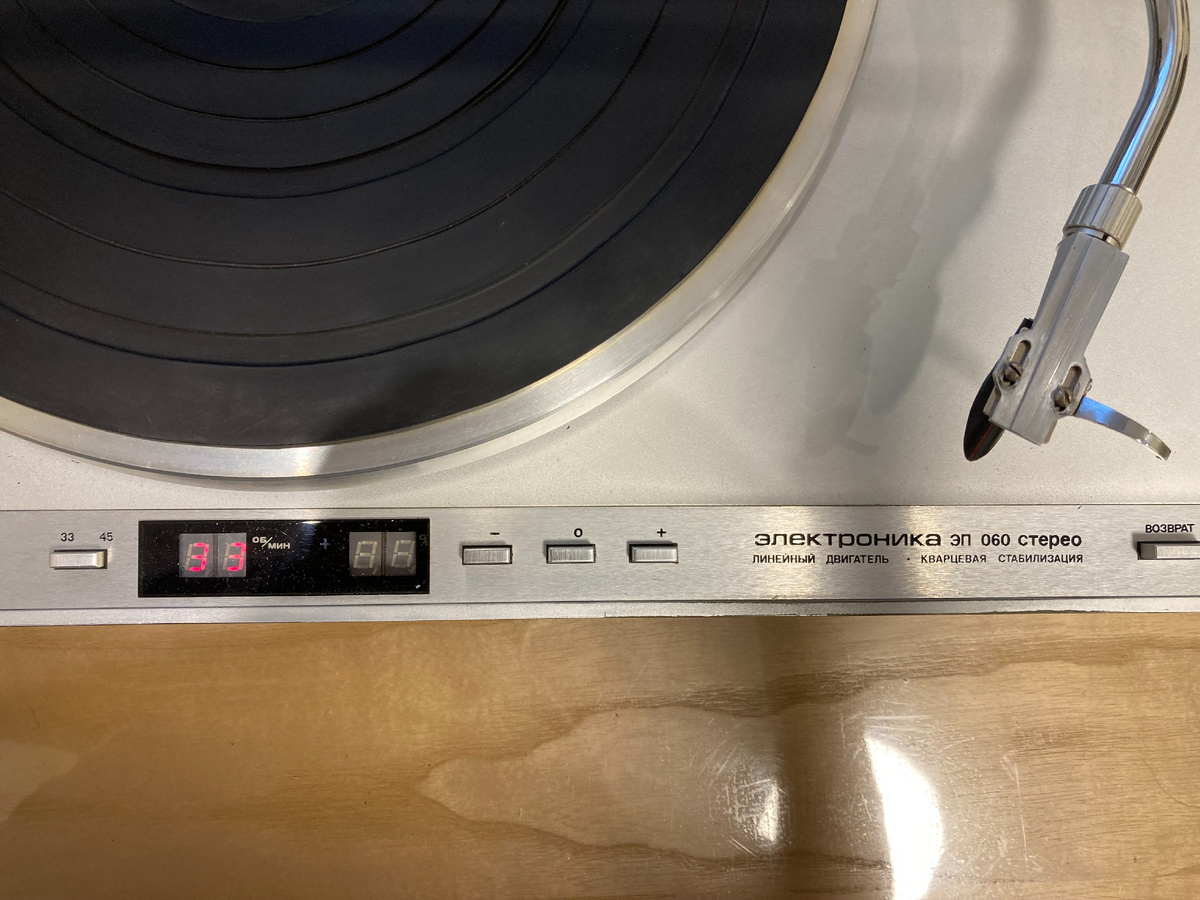 33 45
33 ОБ/МИН + %
- 0 +
электроника ЭП 060 стерео
ЛИНЕЙНЫЙ ДВИГАТЕЛЬ · КВАРЦЕВАЯ СТАБИЛИЗАЦИЯ
ВОЗВРАТ